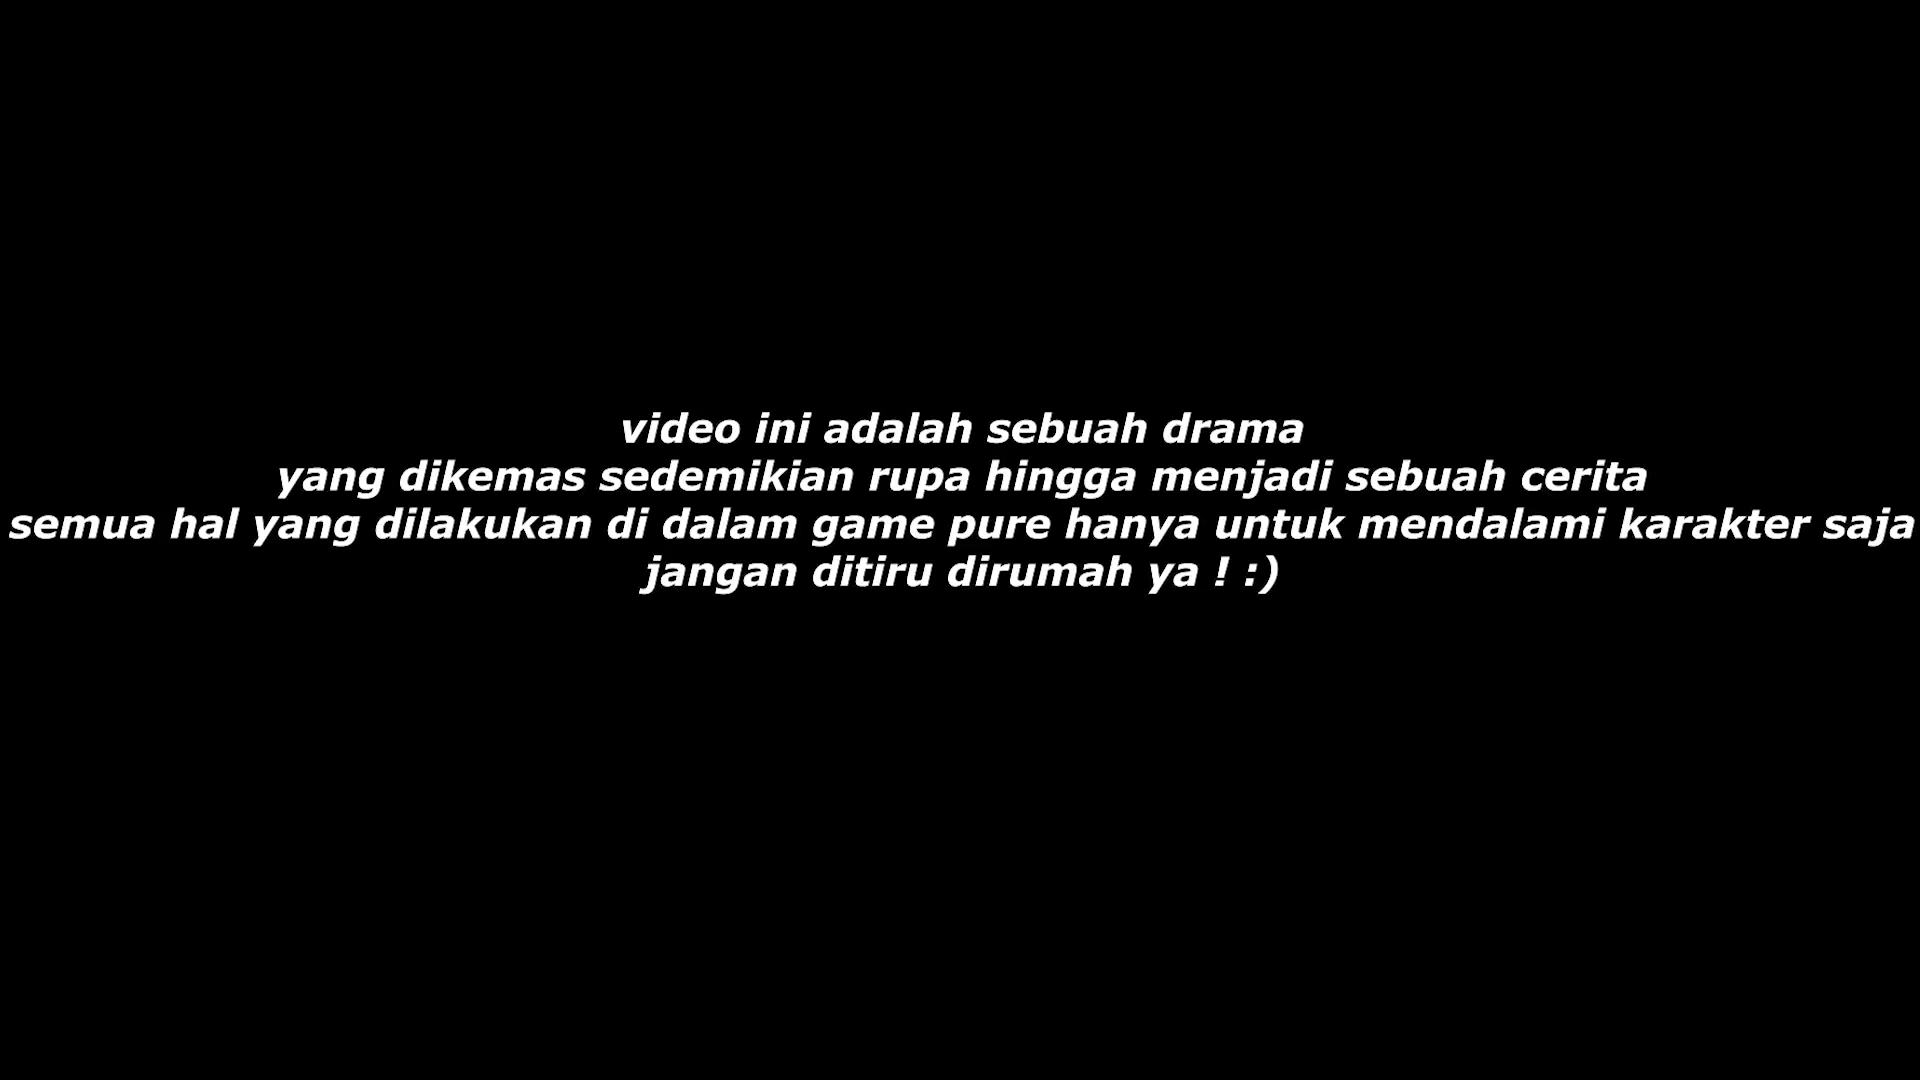 video ini adalah sebuah drama
yang dikemas sedemikian rupa hingga menjadi sebuah cerita
semua hal yang dilakukan di dalam game pure hanya untuk mendalami karakter saja
jangan ditiru dirumah ya ! :)